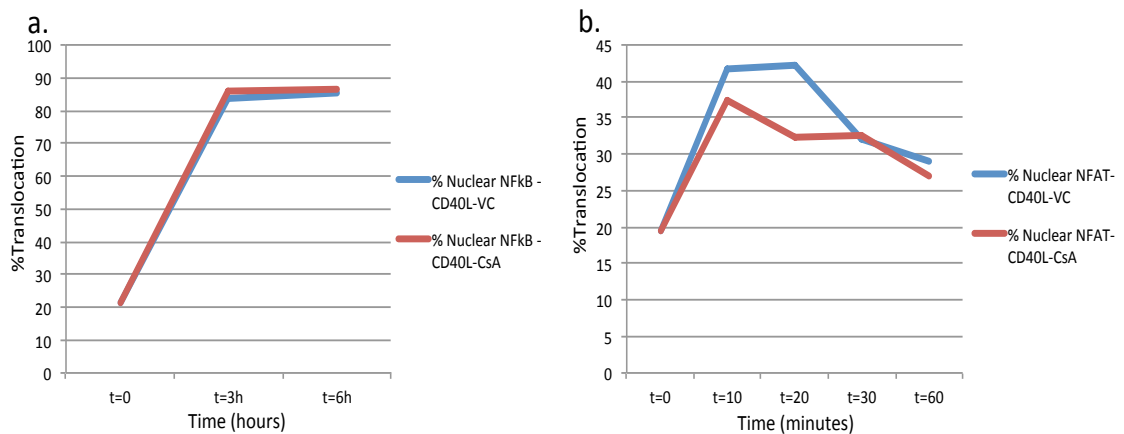 a.
100
90
80
70
60
50
40
30
20
10
0
%Translocation
t=0
t=3h
t=6h
Time (hours)
% Nuclear NFkB -
CD40L-VC
% Nuclear NFkB -
CD40L-CsA
b.
45
40
35
30
25
20
15
10
5
0
%Translocation
t=0
t=10
t=20
t=30
t=60
Time (minutes)
% Nuclear NFAT-
CD40L-VC
% Nuclear NFAT-
CD40L-CsA